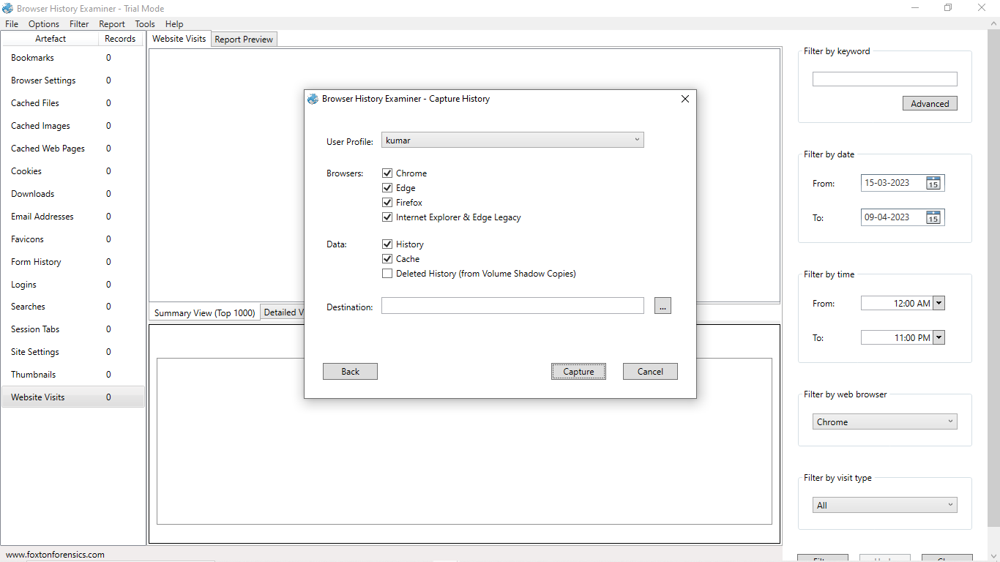 Browser History Examiner - Trial Mode
File Options Filter Report Tools Help
Artefact Records
Bookmarks 0
Browser Settings 0
Cached Files 0
Cached Images 0
Cached Web Pages 0
Cookies 0
Downloads 0
Email Addresses 0
Favicons 0
Form History 0
Logins 0
Searches 0
Session Tabs 0
Site Settings 0
Thumbnails 0
Website Visits 0
Website Visits Report Preview
Summary View (Top 1000) Detailed
Browser History Examiner - Capture History
User Profile: kumar
Browsers: Chrome
Edge
Firefox
Internet Explorer & Edge Legacy
Data: History
Cache
Deleted History (from Volume Shadow Copies)
Destination: ...
Back Capture Cancel
Filter by keyword
Advanced
Filter by date
From: 15-03-2023 15
To: 09-04-2023 15
Filter by time
From: 12:00 AM
To: 11:00 PM
Filter by web browser
Chrome
Filter by visit type
All
www.foxtonforensics.com